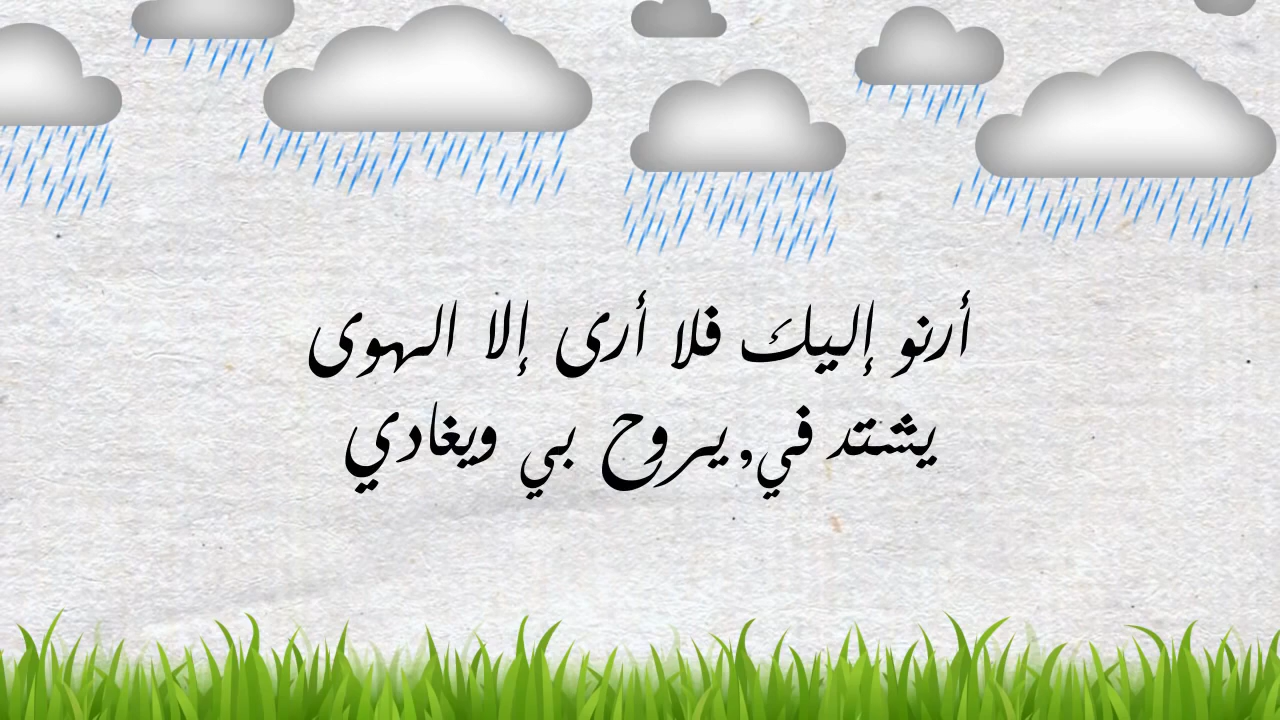 أرنو إليك فلا أرى إلا الهوى
يشتد في, يروح بي ويغادي